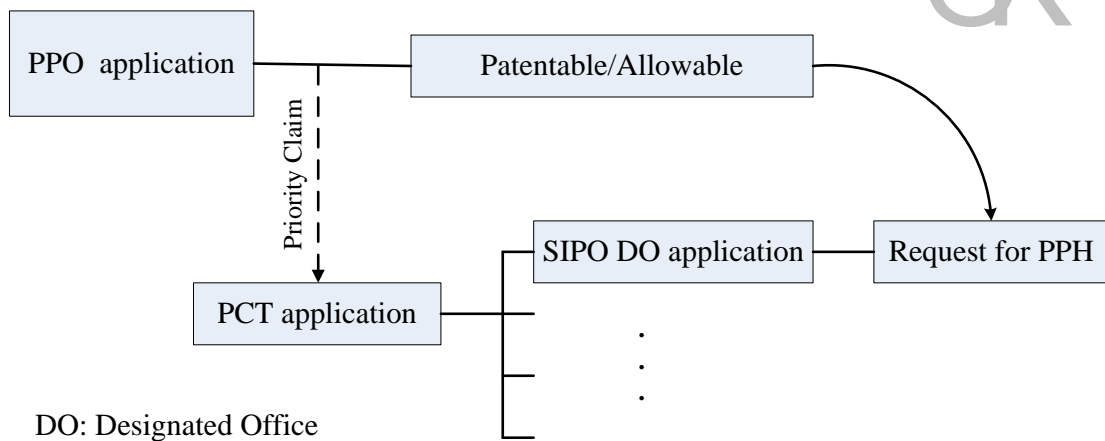 PPO application
Patentable/Allowable
Priority Claim
SIPO DO application
Request for PPH
PCT application
DO: Designated Office